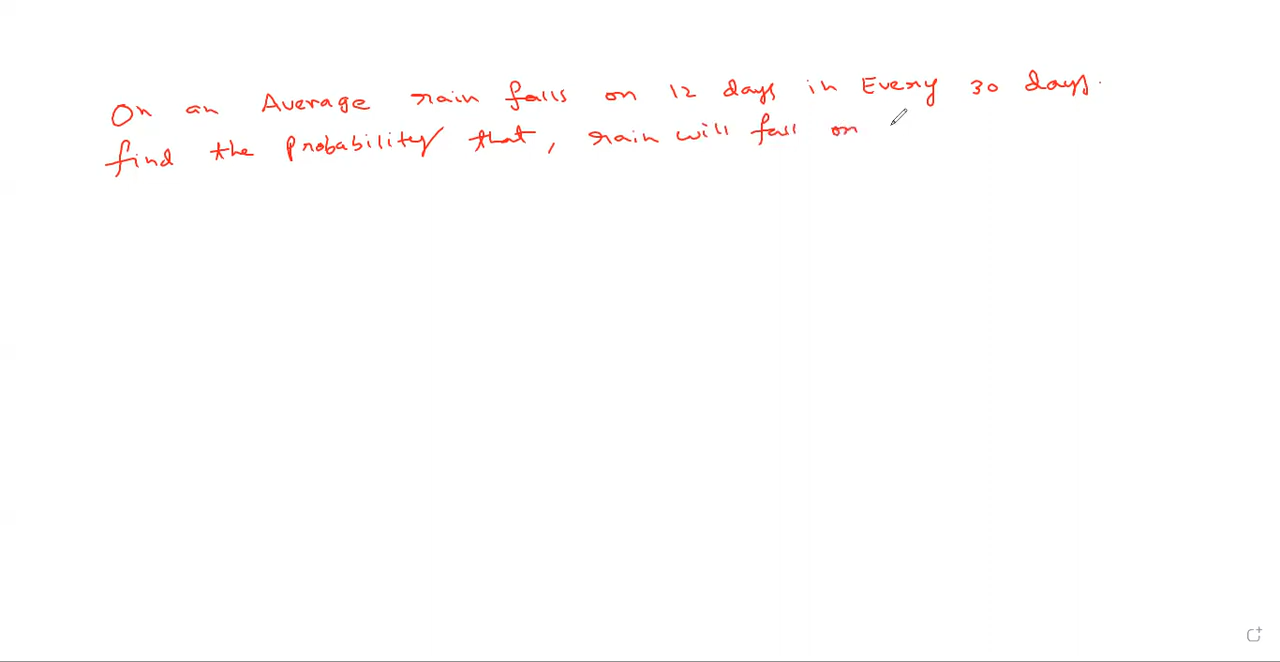 On an Average rain falls on 12 days in Every 30 days.
find the Probability that, rain will fall on